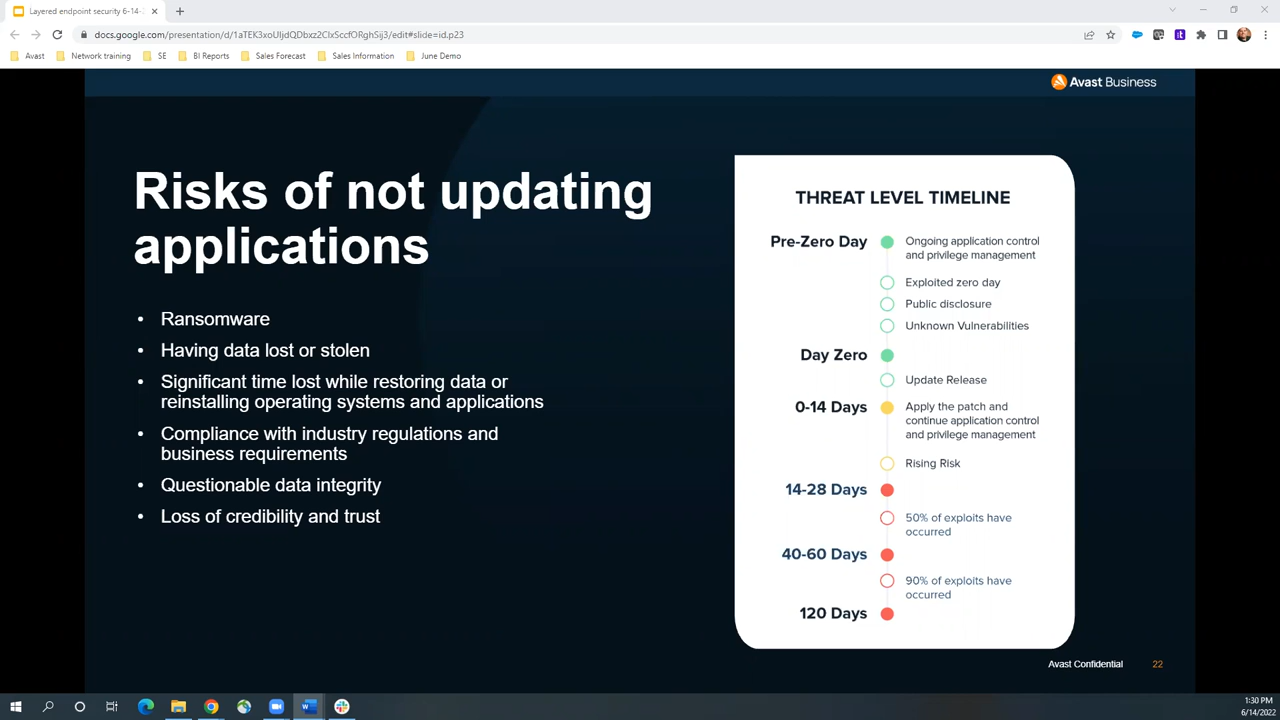 Layered endpoint security 6-14-
docs.google.com/presentation/d/1aTEK3xoUIjdQDbxz2ClxSccfORghSij3/edit#slide=id.p23
Avast
Network training
SE
BI Reports
Sales Forecast
Sales Information
June Demo
Avast Business
Risks of not updating
applications
• Ransomware
• Having data lost or stolen
• Significant time lost while restoring data or
reinstalling operating systems and applications
• Compliance with industry regulations and
business requirements
• Questionable data integrity
• Loss of credibility and trust
THREAT LEVEL TIMELINE
Pre-Zero Day
Ongoing application control
and privilege management
Exploited zero day
Public disclosure
Unknown Vulnerabilities
Day Zero
Update Release
0-14 Days
Apply the patch and
continue application control
and privilege management
Rising Risk
14-28 Days
50% of exploits have
occurred
40-60 Days
90% of exploits have
occurred
120 Days
Avast Confidential
22
1:30 PM
6/14/2022